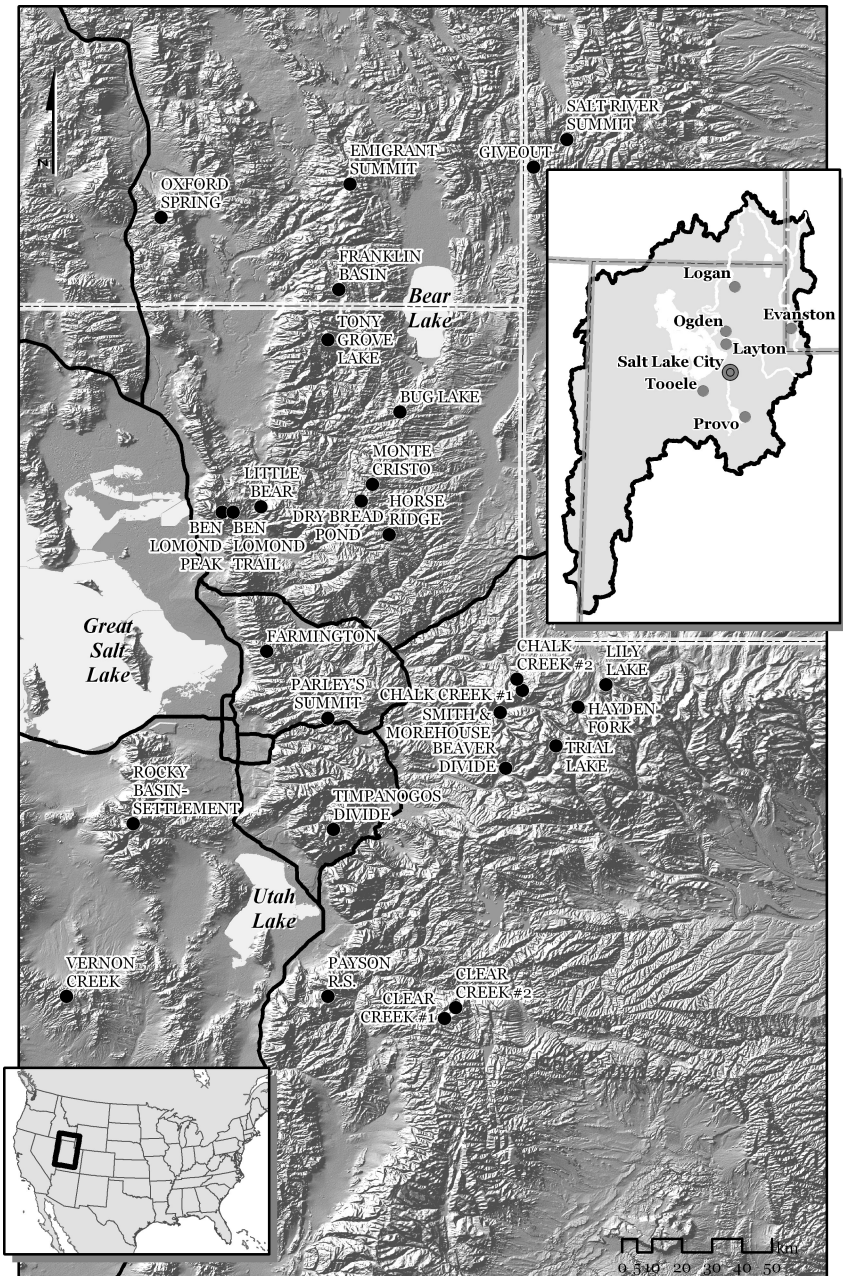 SALT RIVER
SUMMIT
GIVEOUT
EMIGRANT
SUMMIT
N
OXFORD
SPRING
FRANKLIN
BASIN
Bear
Lake
TONY
GROVE
LAKE
BUG LAKE
MONTE
CRISTO
LITTLE
BEAR
HORSE
RIDGE
DRY BREAD
POND
BEN
LOMOND
PEAK
BEN
LOMOND
TRAIL
Great
Salt
Lake
FARMINGTON
PARLEY'S
SUMMIT
CHALK
CREEK #2
LILY
LAKE
CHALK CREEK #1
SMITH &
MOREHOUSE
HAYDEN
FORK
BEAVER
DIVIDE
TRIAL
LAKE
ROCKY
BASIN-
SETTLEMENT
TIMPANOGOS
DIVIDE
Utah
Lake
VERNON
CREEK
PAYSON
R.S.
CLEAR
CREEK #2
CLEAR
CREEK #1
Logan
Ogden
Evanston
Layton
Salt Lake City
Tooele
Provo
km
0 5 10 20 30 40 50